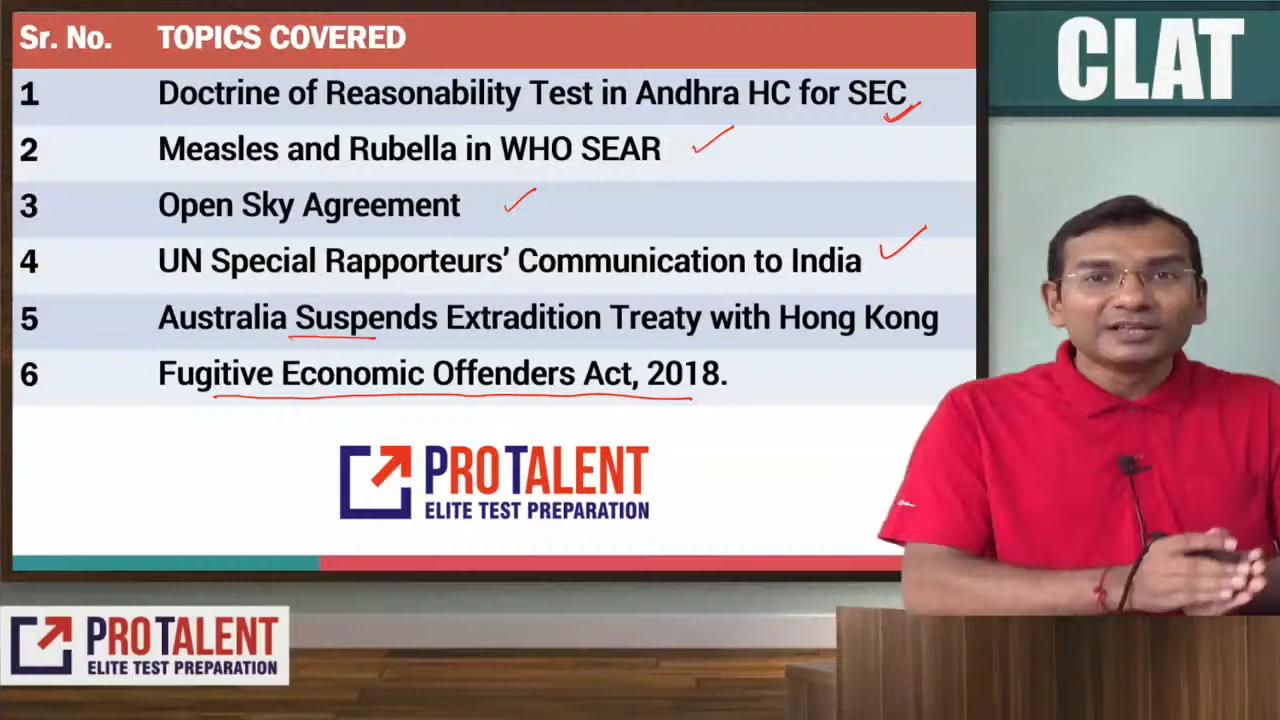 Sr. No. TOPICS COVERED
1 Doctrine of Reasonability Test in Andhra HC for SEC
2 Measles and Rubella in WHO SEAR
3 Open Sky Agreement
4 UN Special Rapporteurs’ Communication to India
5 Australia Suspends Extradition Treaty with Hong Kong
6 Fugitive Economic Offenders Act, 2018.
PROTALENT
ELITE TEST PREPARATION
CLAT
PROTALENT
ELITE TEST PREPARATION